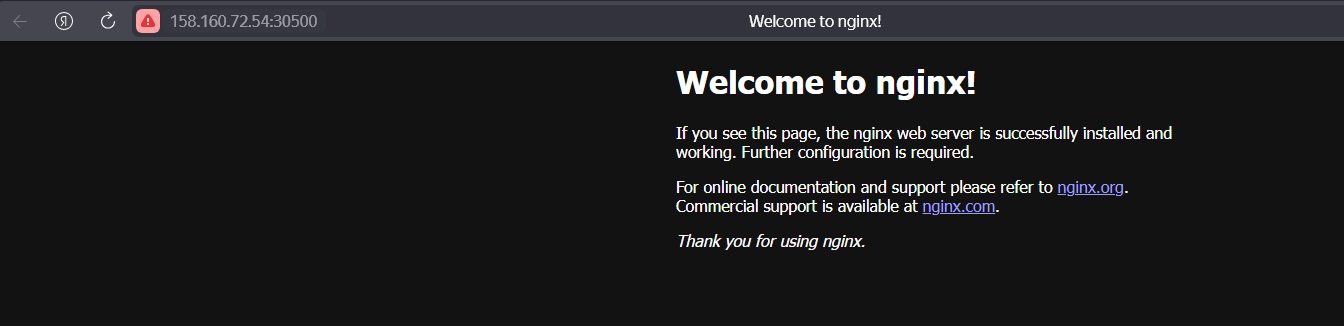 Я
158.160.72.54:30500
Welcome to nginx!
Welcome to nginx!
If you see this page, the nginx web server is successfully installed and
working. Further configuration is required.
For online documentation and support please refer to nginx.org.
Commercial support is available at nginx.com.
Thank you for using nginx.